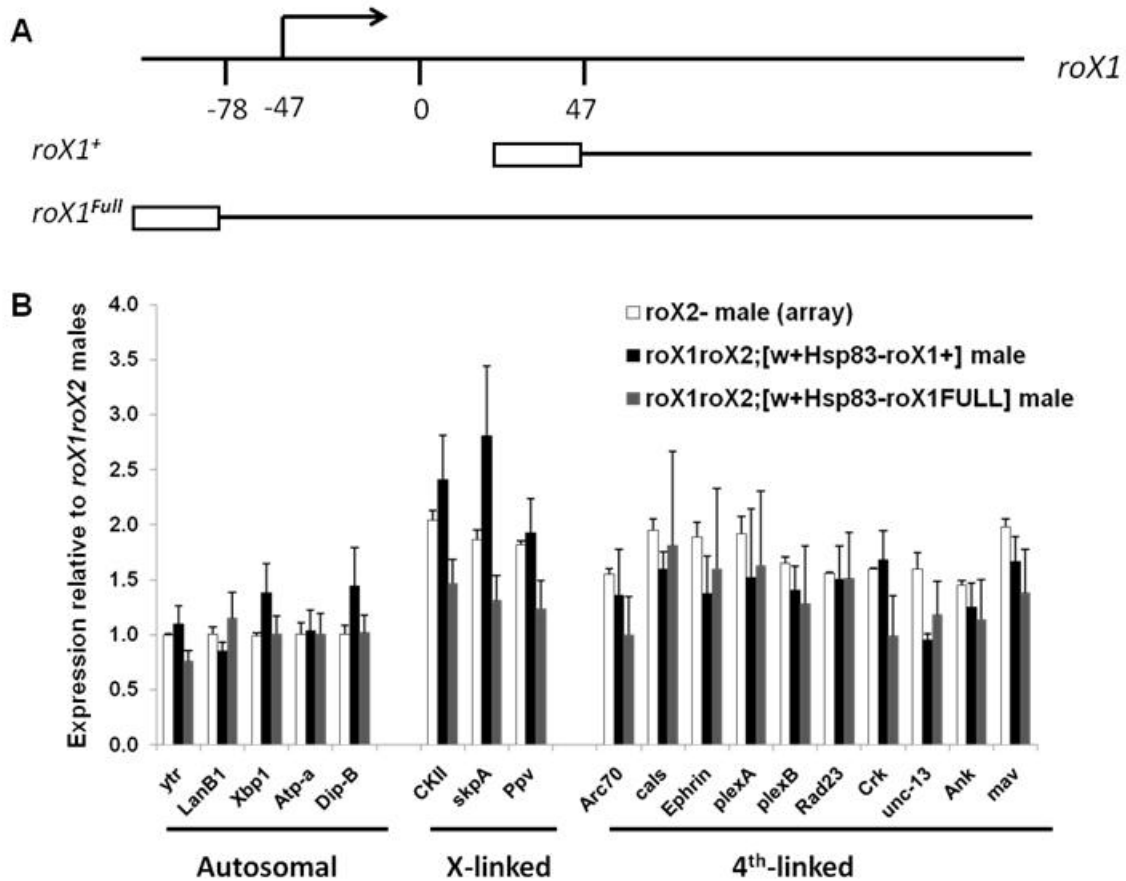 A
roX1
-78 -47 0 47
roX1+
roX1Full
B
Expression relative to roX1roX2 males
4.0
3.5
3.0
2.5
2.0
1.5
1.0
0.5
0.0
roX2- male (array)
roX1roX2;[w+Hsp83-roX1+] male
roX1roX2;[w+Hsp83-roX1FULL] male
ytr LanB1 Xbp1 Atp-a Dip-B CKII skpA Ppv Arc70 cals Ephrin plexA plexB Rad23 Crk unc-13 Ank mav
Autosomal X-linked 4th-linked